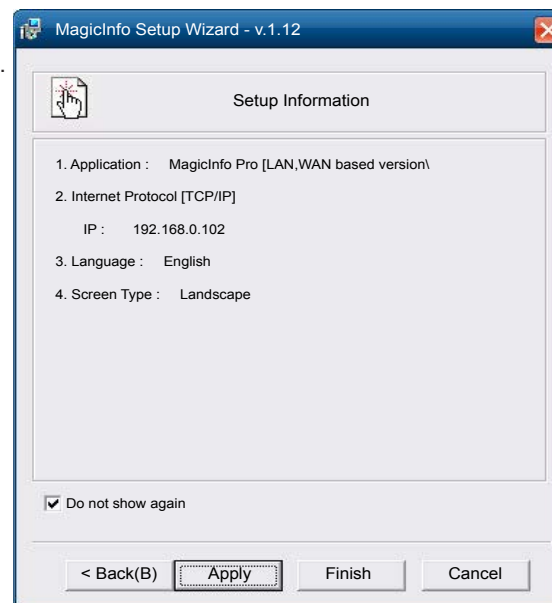 MagicInfo Setup Wizard - v.1.12
.
Setup Information
1. Application : MagicInfo Pro [LAN,WAN based version\
2. Internet Protocol [TCP/IP]
IP : 192.168.0.102
3. Language : English
4. Screen Type : Landscape
Do not show again
< Back(B) Apply Finish Cancel